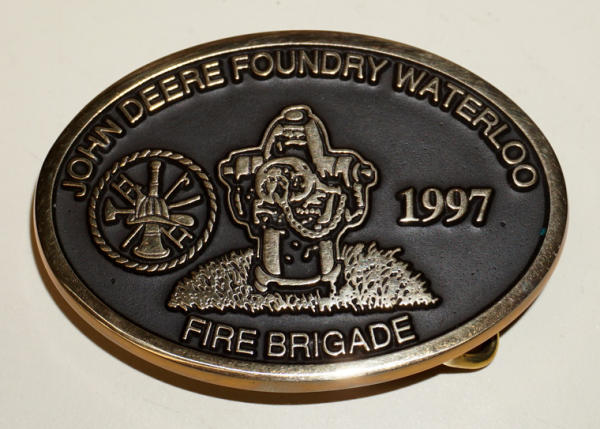 JOHN DEERE FOUNDRY WATERLOO
1997
FIRE BRIGADE